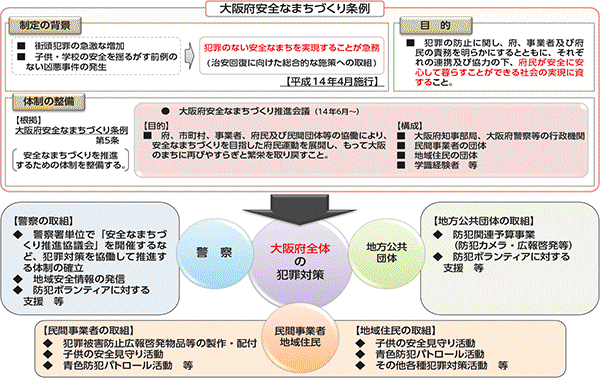 大阪府安全なまちづくり条例
制定の背景
■ 街頭犯罪の急激な増加
■ 子供・学校の安全を揺るがす前例の
ない凶悪事件の発生
犯罪のない安全なまちを実現することが急務
(治安回復に向けた総合的な施策への取組)
【平成14年4月施行】
目 的
■ 犯罪の防止に関し、府、事業者及び府
民の責務を明らかにするとともに、それぞ
れの連携及び協力の下、府民が安全に安
心して暮らすことができる社会の実現に資
すること。
体制の整備
【根拠】
大阪府安全なまちづくり条例
第5条
安全なまちづくりを推進
するための体制を整備する。
● 大阪府安全なまちづくり推進会議(14年6月~)
【目的】
■ 府、市町村、事業者、府民及び民間団体等の協働により、
安全なまちづくりを目指した府民運動を展開し、もって大阪
のまちに再びやすらぎと繁栄を取り戻すこと。
【構成】
■ 大阪府知事部局、大阪府警察等の行政機関
■ 民間事業者の団体
■ 地域住民の団体
■ 学識経験者 等
【警察の取組】
◆ 警察署単位で「安全なまちづ
くり推進協議会」を開催するな
ど、犯罪対策を協働して推進す
る体制の確立
◆ 地域安全情報の発信
◆ 防犯ボランティアに対する
支援 等
警 察
大阪府全体
の
犯罪対策
地方公共
団体
【地方公共団体の取組】
◆ 防犯関連予算事業
(防犯カメラ・広報啓発等)
◆ 防犯ボランティアに対する
支援 等
【民間事業者の取組】
◆ 犯罪被害防止広報啓発物品等の製作・配付
◆ 子供の安全見守り活動
◆ 青色防犯パトロール活動 等
民間事業者
地域住民
【地域住民の取組】
◆ 子供の安全見守り活動
◆ 青色防犯パトロール活動
◆ その他各種犯罪対策活動 等